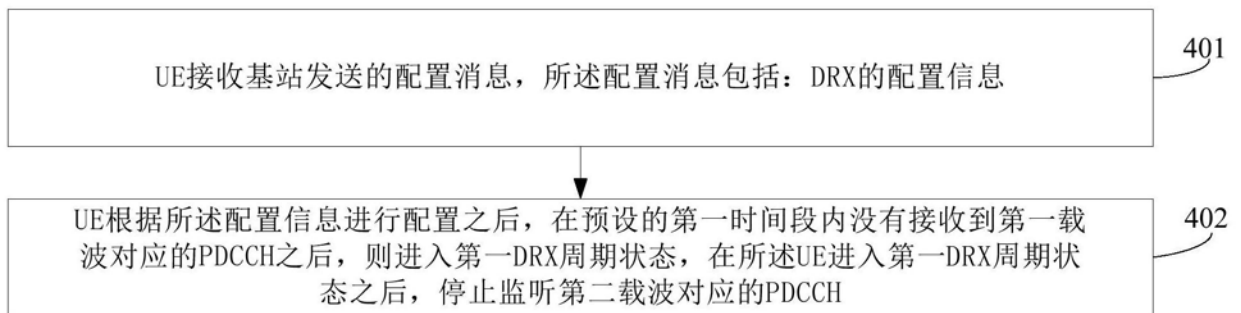 UE接收基站发送的配置消息，所述配置消息包括：DRX的配置信息
401
UE根据所述配置信息进行配置之后，在预设的第一时间段内没有接收到第一载
波对应的PDCCH之后，则进入第一DRX周期状态，在所述UE进入第一DRX周期状
态之后，停止监听第二载波对应的PDCCH
402